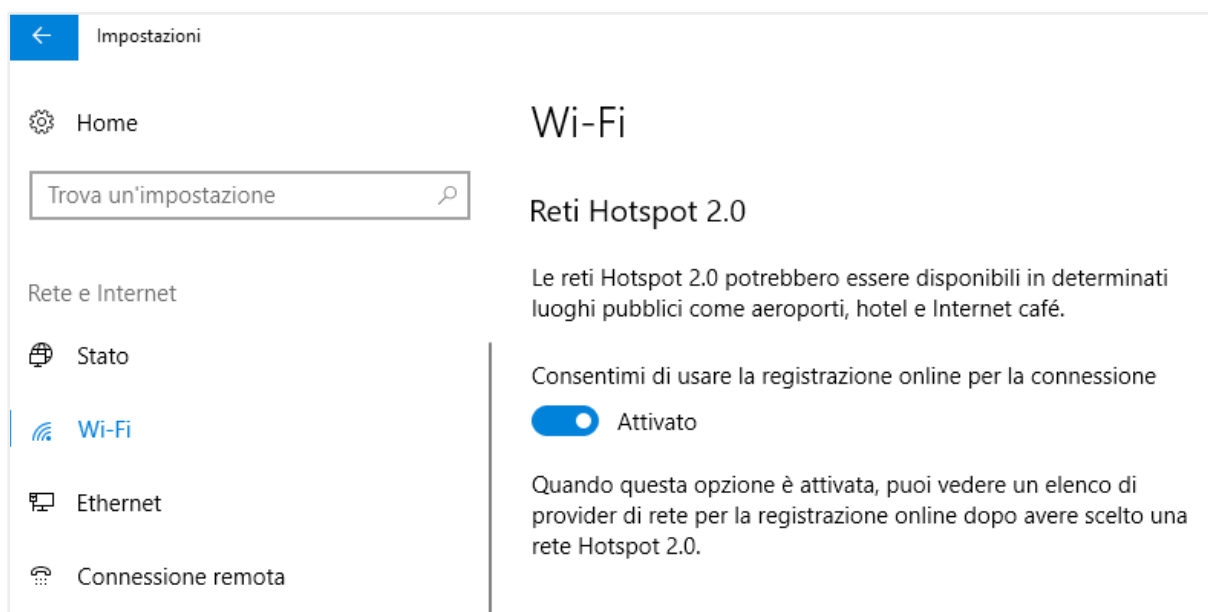 Impostazioni
Home
Trova un'impostazione
Rete e Internet
Stato
Wi-Fi
Ethernet
Connessione remota
Wi-Fi
Reti Hotspot 2.0
Le reti Hotspot 2.0 potrebbero essere disponibili in determinati
luoghi pubblici come aeroporti, hotel e Internet café.
Consentimi di usare la registrazione online per la connessione
Attivato
Quando questa opzione è attivata, puoi vedere un elenco di
provider di rete per la registrazione online dopo avere scelto una
rete Hotspot 2.0.